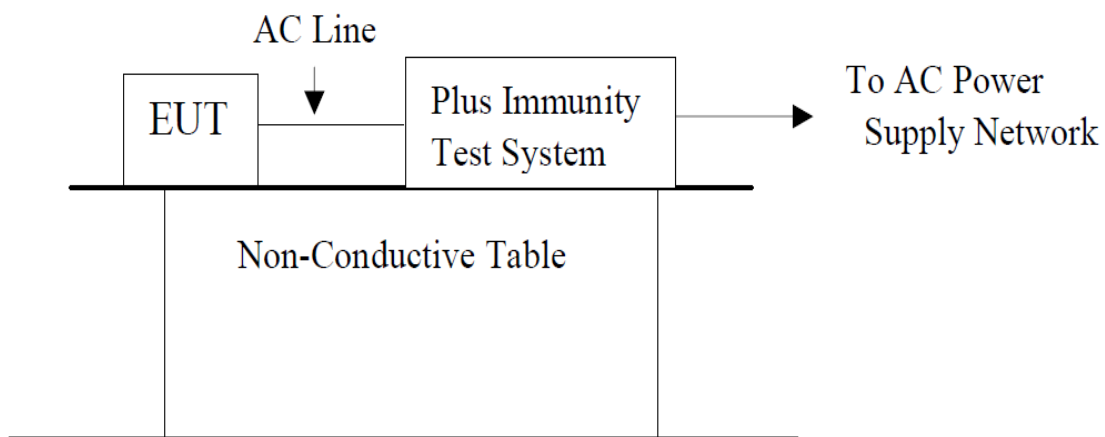 AC Line
EUT
Plus Immunity
Test System
To AC Power
Supply Network
Non-Conductive Table